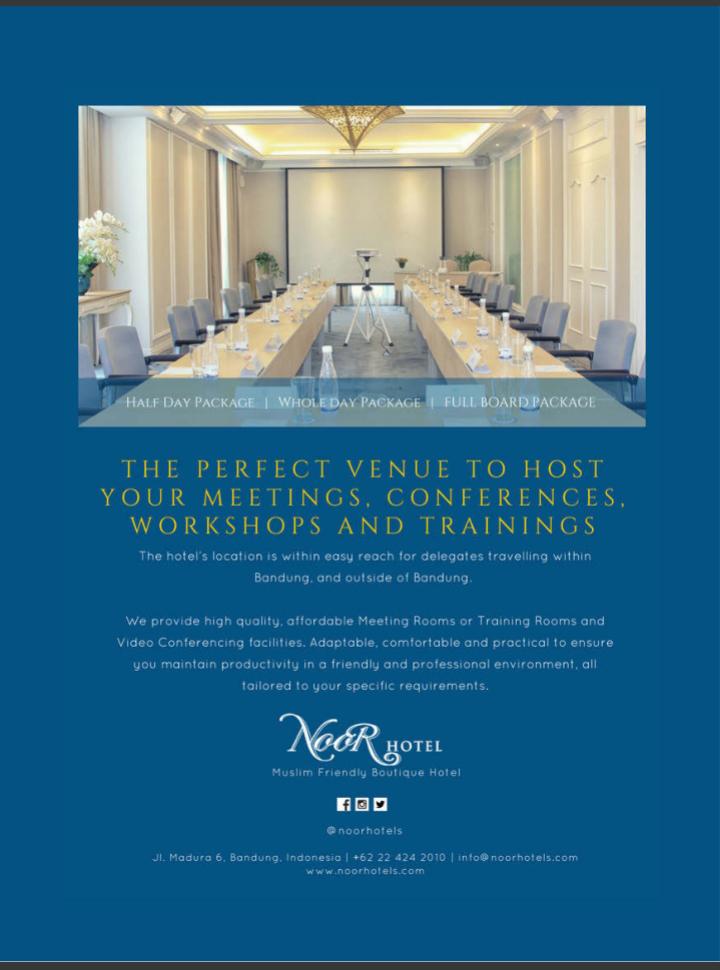 Half Day Package | Whole day Package | FULL BOARD PACKAGE
THE PERFECT VENUE TO HOST
YOUR MEETINGS, CONFERENCES,
WORKSHOPS AND TRAININGS
The hotel's location is within easy reach for delegates travelling within
Bandung, and outside of Bandung.
We provide high quality, affordable Meeting Rooms or Training Rooms and
Video Conferencing facilities. Adaptable, comfortable and practical to ensure
you maintain productivity in a friendly and professional environment, all
tailored to your specific requirements.
NooR HOTEL
Muslim Friendly Boutique Hotel
@noorhotels
Jl. Madura 6, Bandung, Indonesia | +62 22 424 2010 | info@noorhotels.com
www.noorhotels.com